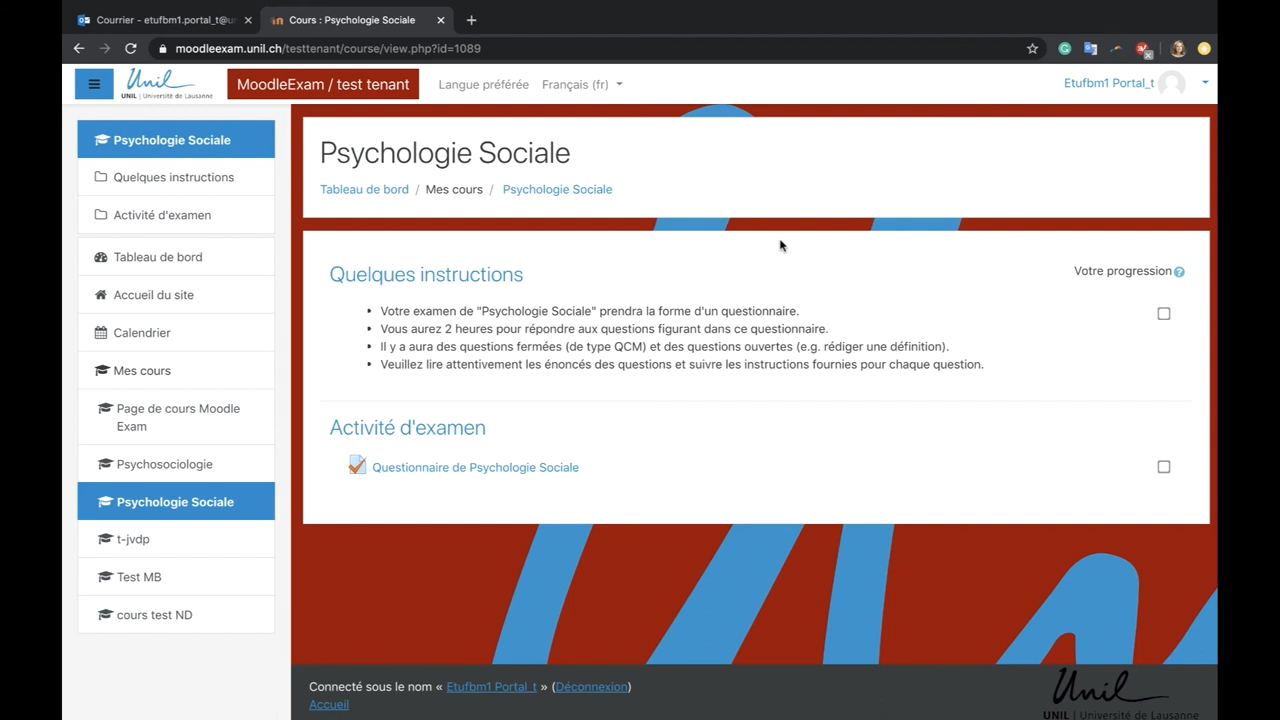 Courrier - etufbm1.portal_t@un
Cours : Psychologie Sociale
moodleexam.unil.ch/testtenant/course/view.php?id=1089
Unil
UNIL | Université de Lausanne
MoodleExam / test tenant
Langue préférée
Français (fr)
Etufbm1 Portal_t
Psychologie Sociale
Quelques instructions
Activité d'examen
Tableau de bord
Accueil du site
Calendrier
Mes cours
Page de cours Moodle
Exam
Psychosociologie
Psychologie Sociale
t-jvdp
Test MB
cours test ND
Psychologie Sociale
Tableau de bord / Mes cours / Psychologie Sociale
Quelques instructions
Votre progression
• Votre examen de "Psychologie Sociale" prendra la forme d'un questionnaire.
• Vous aurez 2 heures pour répondre aux questions figurant dans ce questionnaire.
• Il y a aura des questions fermées (de type QCM) et des questions ouvertes (e.g. rédiger une définition).
• Veuillez lire attentivement les énoncés des questions et suivre les instructions fournies pour chaque question.
Activité d'examen
Questionnaire de Psychologie Sociale
Connecté sous le nom « Etufbm1 Portal_t » (Déconnexion)
Accueil
Unil
UNIL | Université de Lausanne